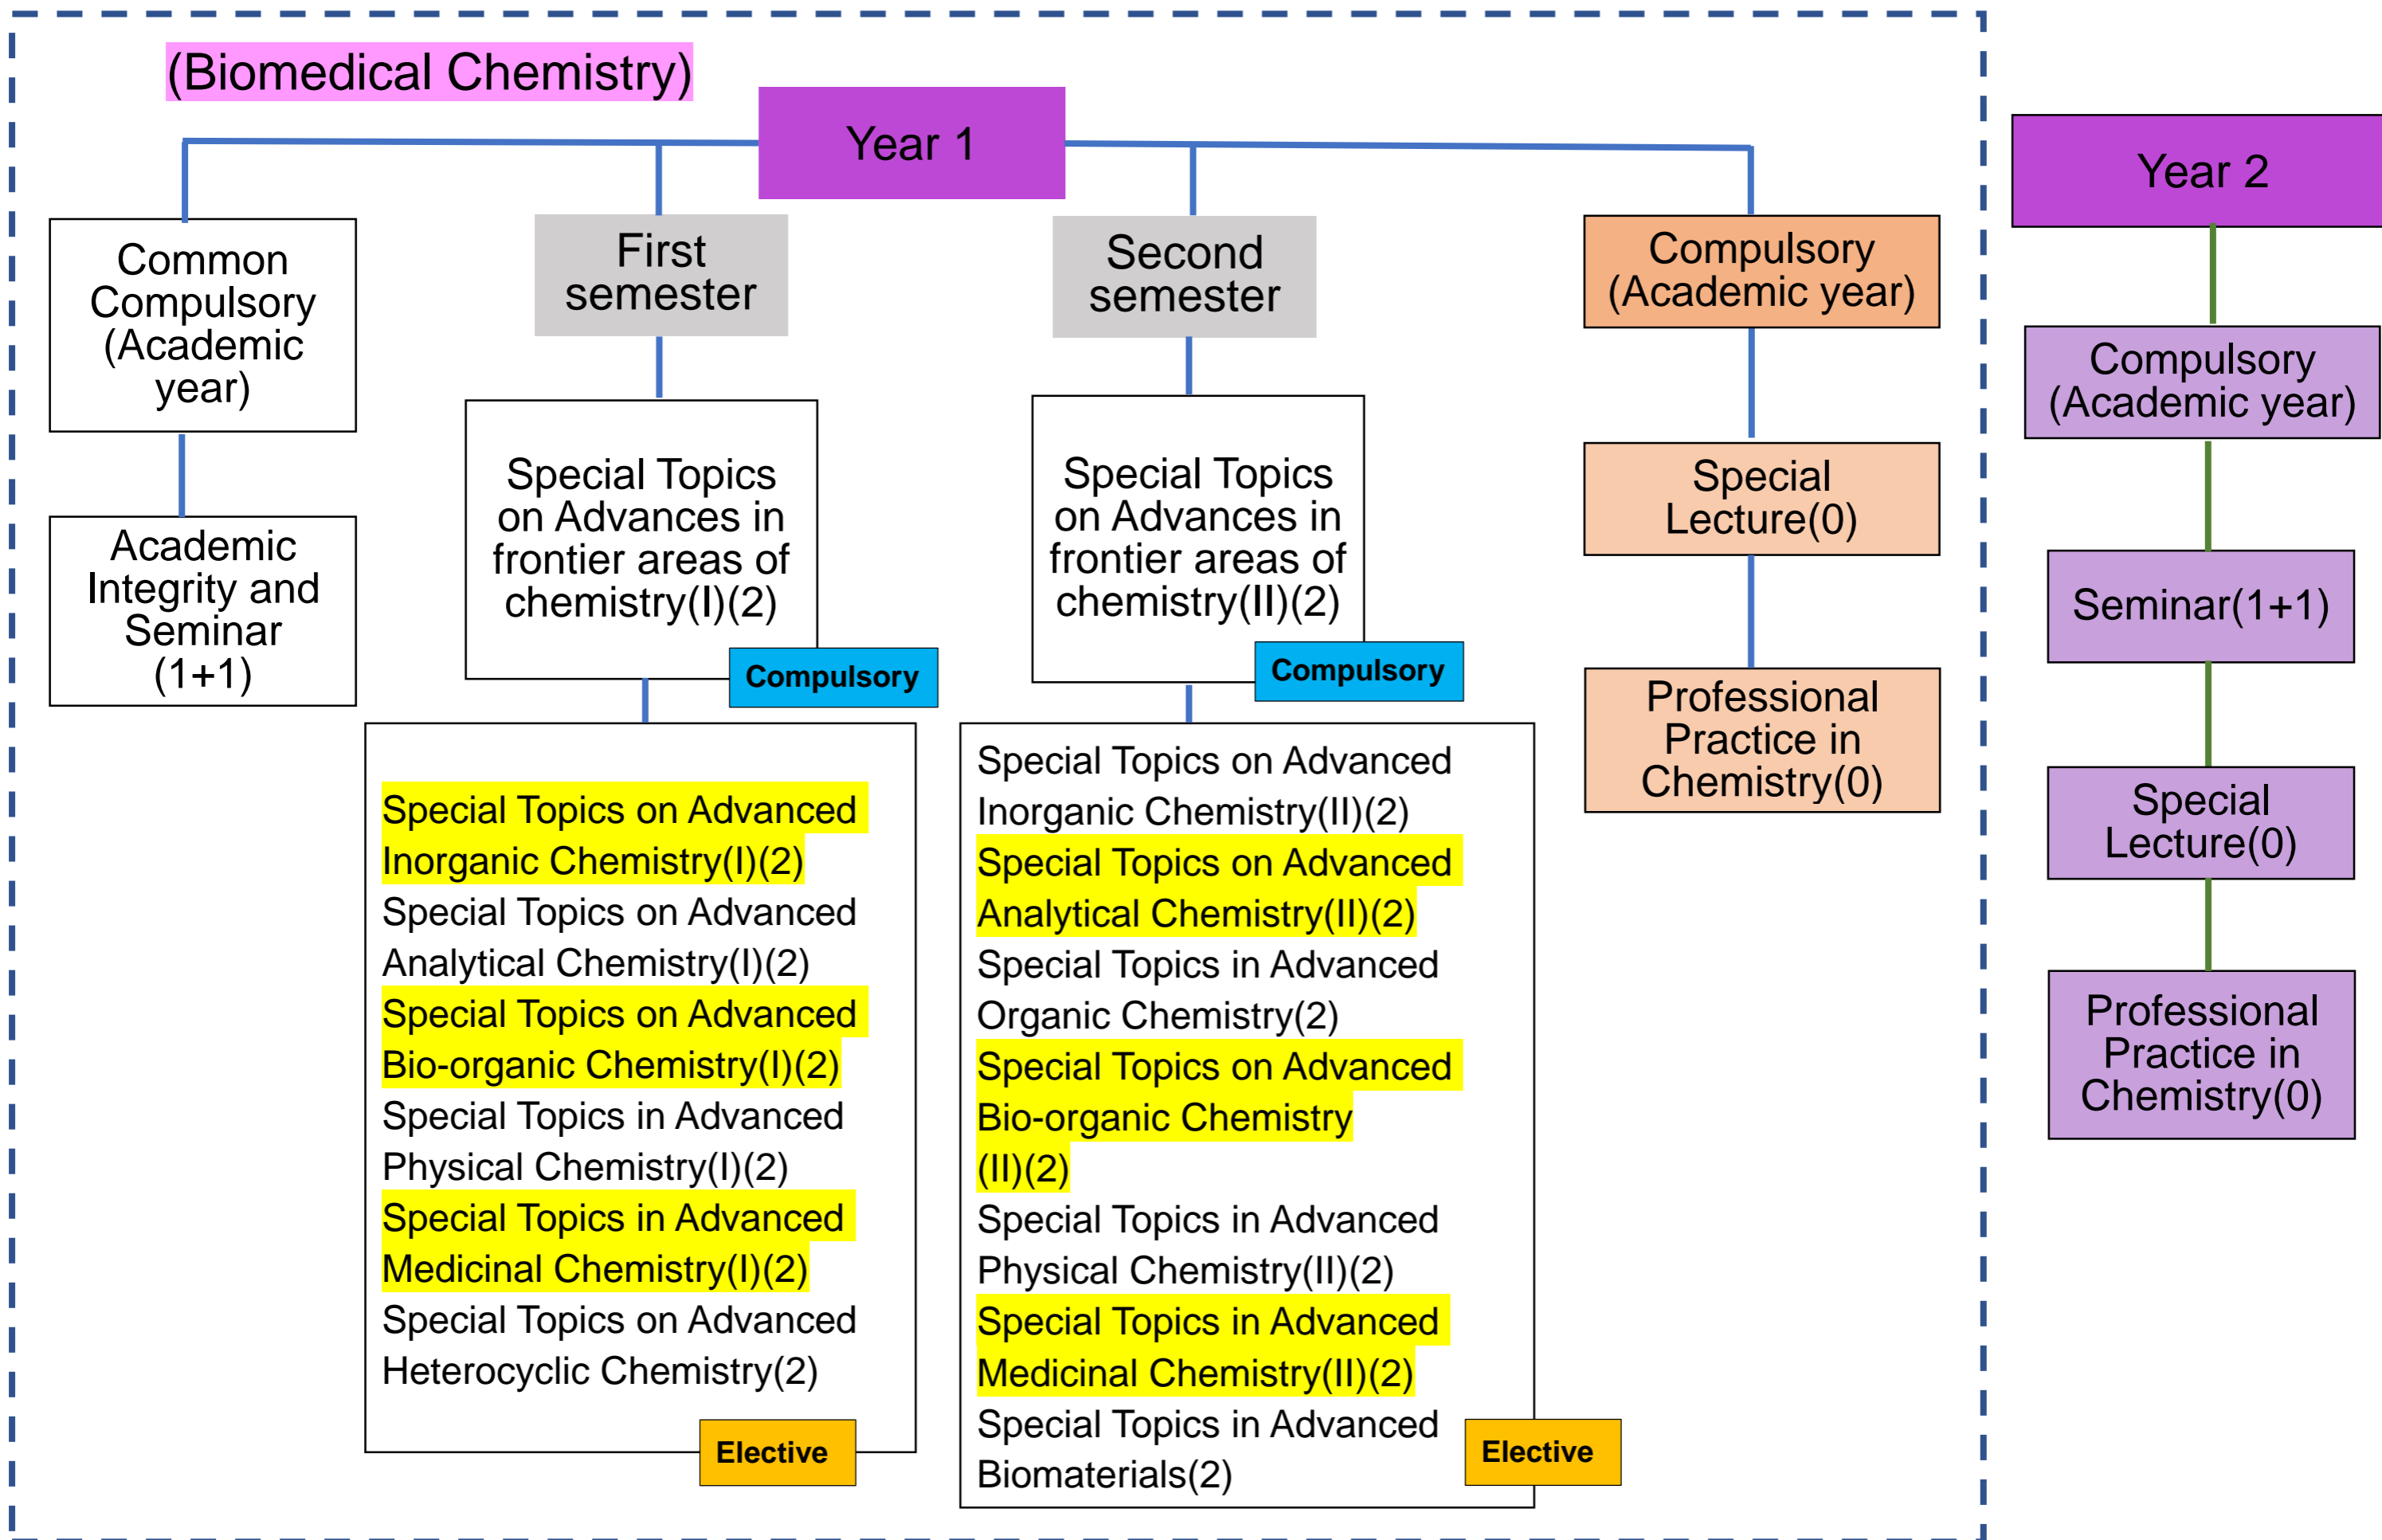 (Biomedical Chemistry)
Year 1
Common
Compulsory
(Academic
year)
Academic
Integrity and
Seminar
(1+1)
First
semester
Special Topics
on Advances in
frontier areas of
chemistry(I)(2)
Compulsory
Special Topics on Advanced
Inorganic Chemistry(I)(2)
Special Topics on Advanced
Analytical Chemistry(I)(2)
Special Topics on Advanced
Bio-organic Chemistry(I)(2)
Special Topics in Advanced
Physical Chemistry(I)(2)
Special Topics in Advanced
Medicinal Chemistry(I)(2)
Special Topics on Advanced
Heterocyclic Chemistry(2)
Elective
Second
semester
Special Topics
on Advances in
frontier areas of
chemistry(II)(2)
Compulsory
Special Topics on Advanced
Inorganic Chemistry(II)(2)
Special Topics on Advanced
Analytical Chemistry(II)(2)
Special Topics in Advanced
Organic Chemistry(2)
Special Topics on Advanced
Bio-organic Chemistry
(II)(2)
Special Topics in Advanced
Physical Chemistry(II)(2)
Special Topics in Advanced
Medicinal Chemistry(II)(2)
Special Topics in Advanced
Biomaterials(2)
Elective
Compulsory
(Academic year)
Special
Lecture(0)
Professional
Practice in
Chemistry(0)
Year 2
Compulsory
(Academic year)
Seminar(1+1)
Special
Lecture(0)
Professional
Practice in
Chemistry(0)